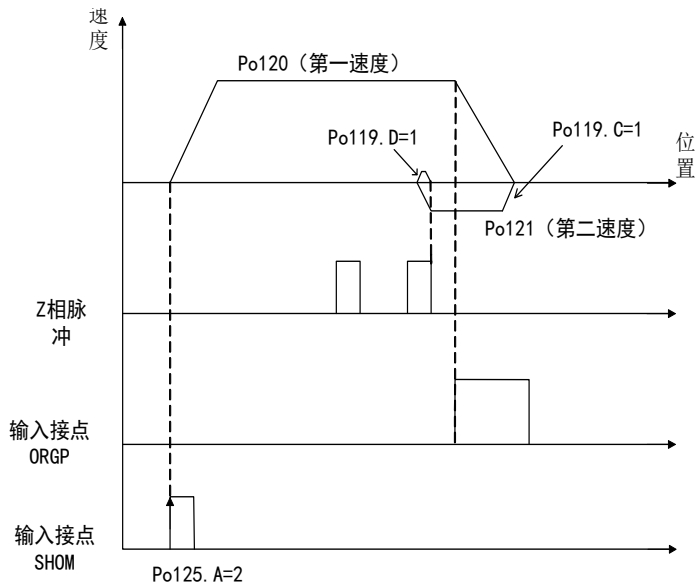 速
度
Po120（第一速度）
Po119.D=1
Po119.C=1
位
置
Po121（第二速度）
Z相脉
冲
输入接点
ORGP
输入接点
SHOM
Po125.A=2